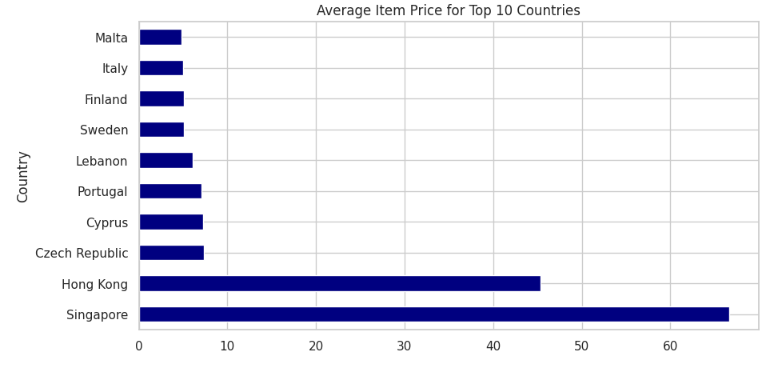 Average Item Price for Top 10 Countries
Country
Malta
Italy
Finland
Sweden
Lebanon
Portugal
Cyprus
Czech Republic
Hong Kong
Singapore
0 10 20 30 40 50 60